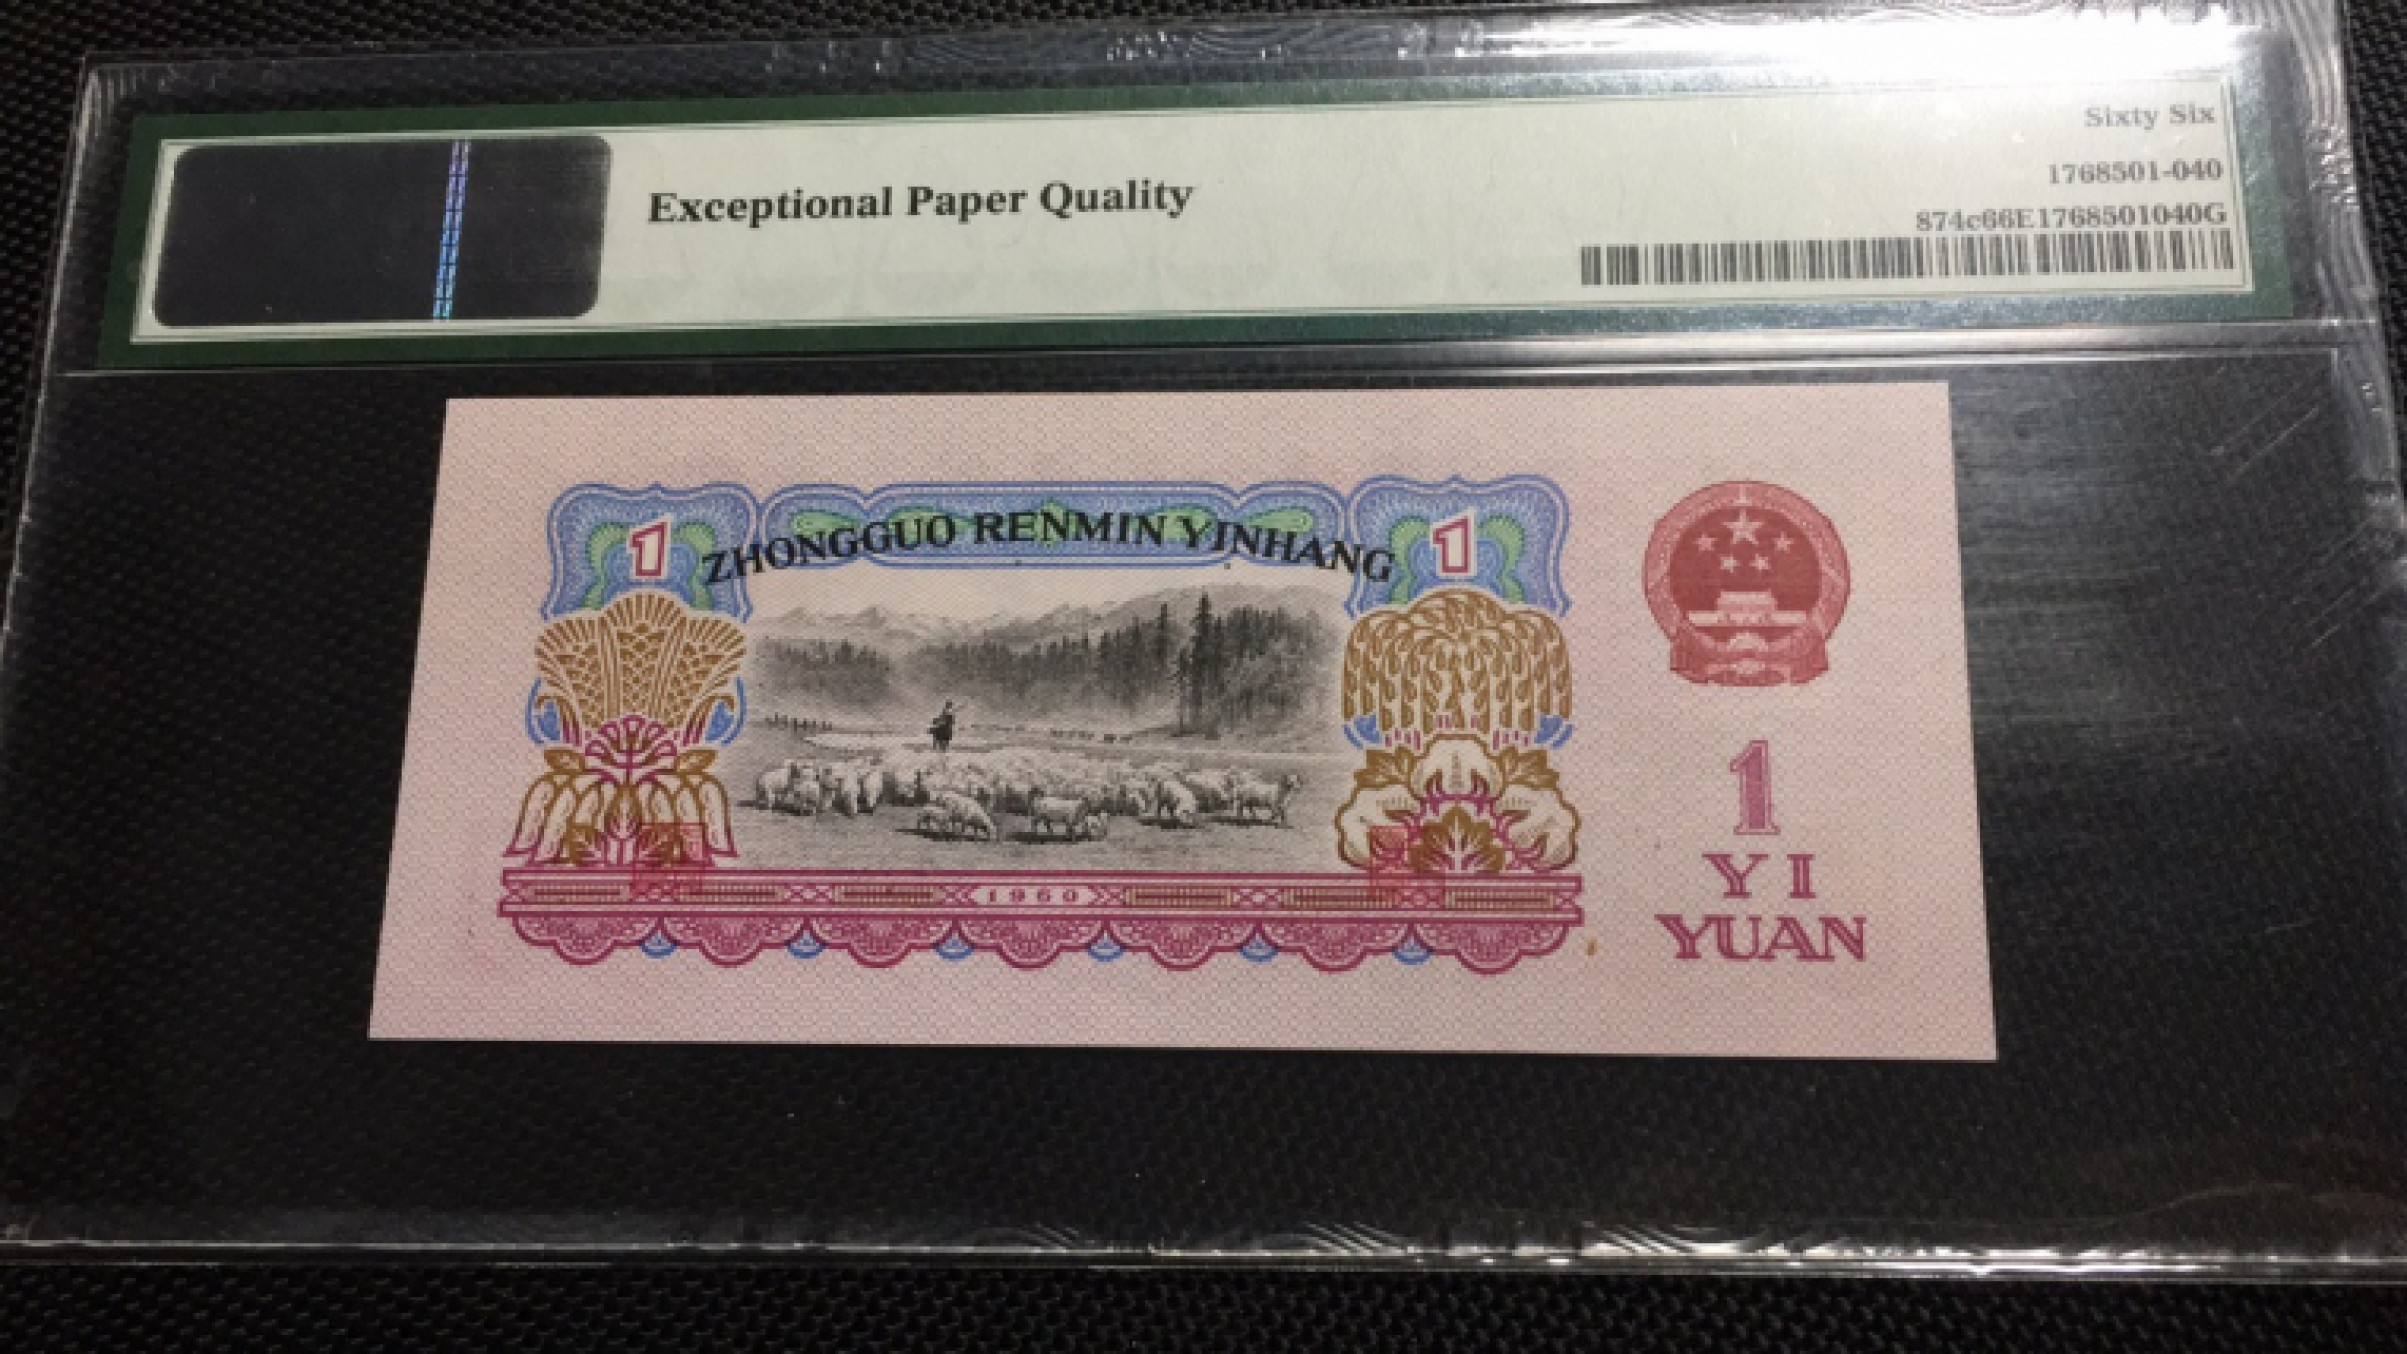 Sixty Six
1768501-040
Exceptional Paper Quality
874c66E1768501040G
ZHONGGUO RENMIN YINHANG
1 1
1960
1
YI
YUAN